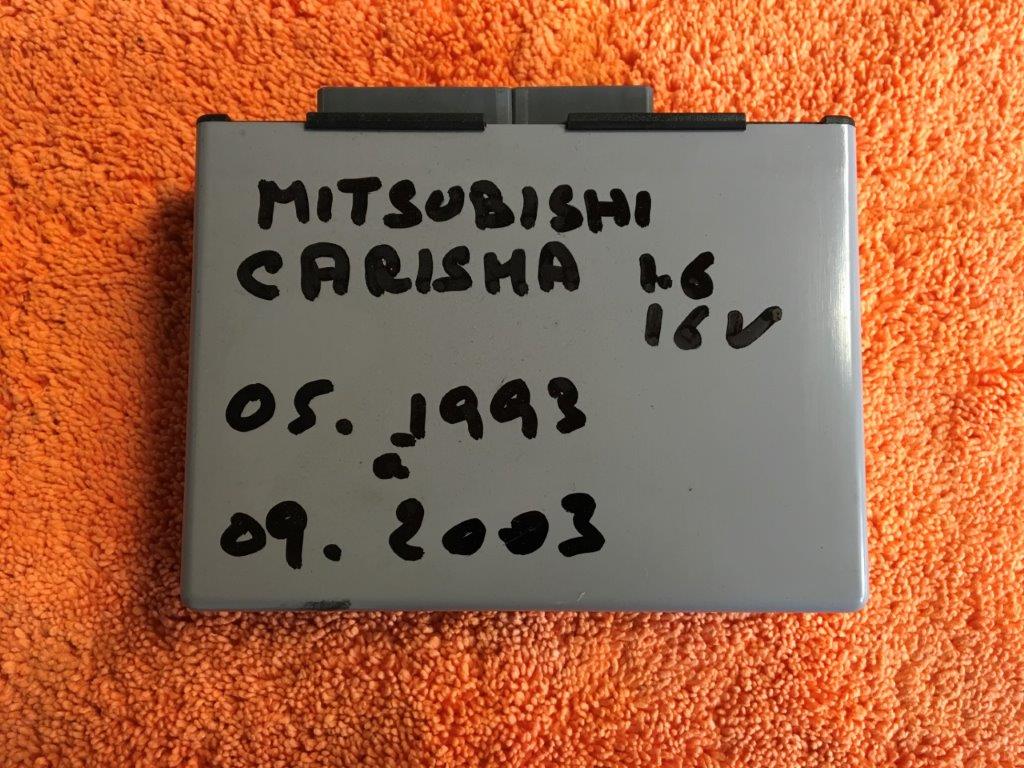 MITSUBISHI
CARISMA 1.6
16V
05. 1993
a
09. 2003